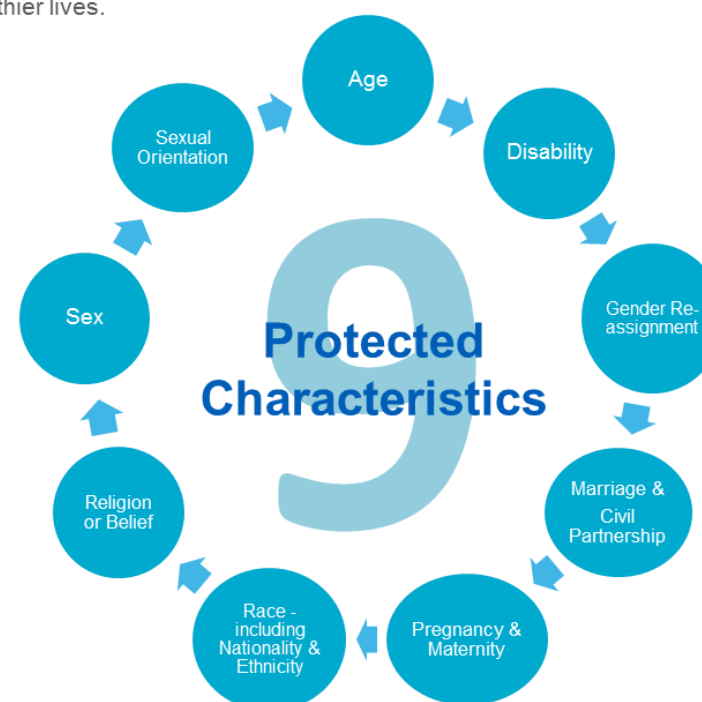 thier lives.
Age
Disability
Gender Re-
assignment
Marriage &
Civil
Partnership
Pregnancy &
Maternity
Race -
including
Nationality &
Ethnicity
Religion
or Belief
Sex
Sexual
Orientation
9
Protected
Characteristics